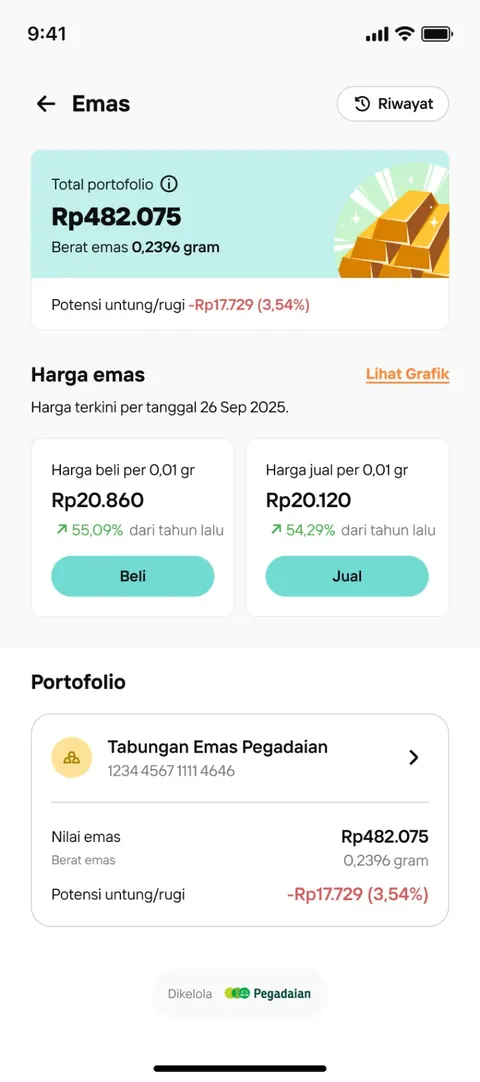 9:41
Emas
Riwayat
Total portofolio
Rp482.075
Berat emas 0,2396 gram
Potensi untung/rugi -Rp17.729 (3,54%)
Harga emas
Lihat Grafik
Harga terkini per tanggal 26 Sep 2025.
Harga beli per 0,01 gr
Rp20.860
55,09% dari tahun lalu
Beli
Harga jual per 0,01 gr
Rp20.120
54,29% dari tahun lalu
Jual
Portofolio
Tabungan Emas Pegadaian
1234 4567 1111 4646
Nilai emas
Rp482.075
Berat emas
0,2396 gram
Potensi untung/rugi
-Rp17.729 (3,54%)
Dikelola
Pegadaian